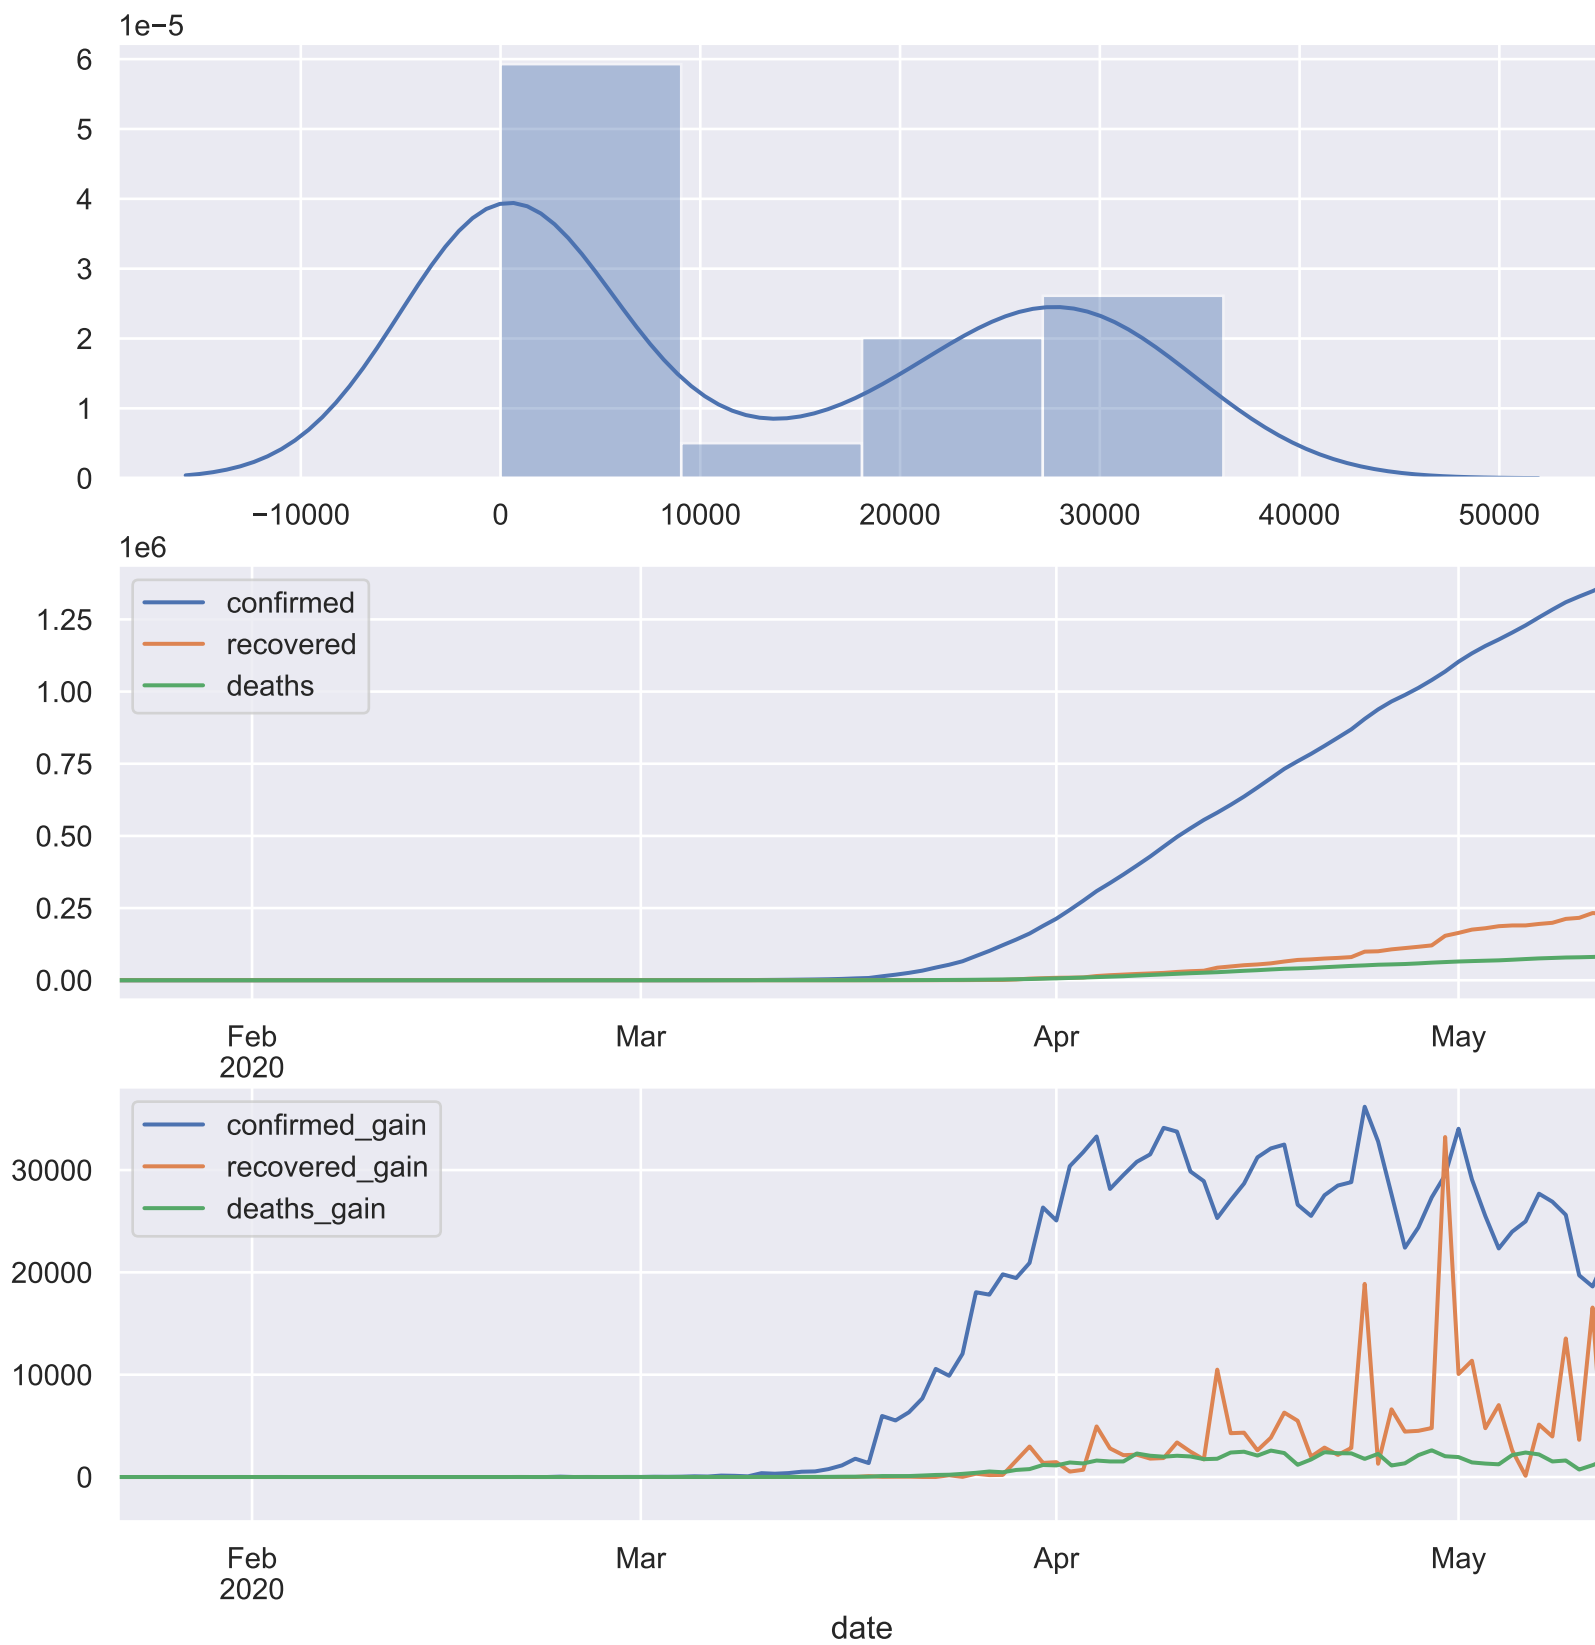 1e−5
6
5
4
3
2
1
0
−10000 0 10000 20000 30000 40000 50000
1e6
confirmed
recovered
deaths
1.25
1.00
0.75
0.50
0.25
0.00
Feb Mar Apr May
2020
confirmed_gain
recovered_gain
deaths_gain
30000
20000
10000
0
Feb Mar Apr May
2020
date